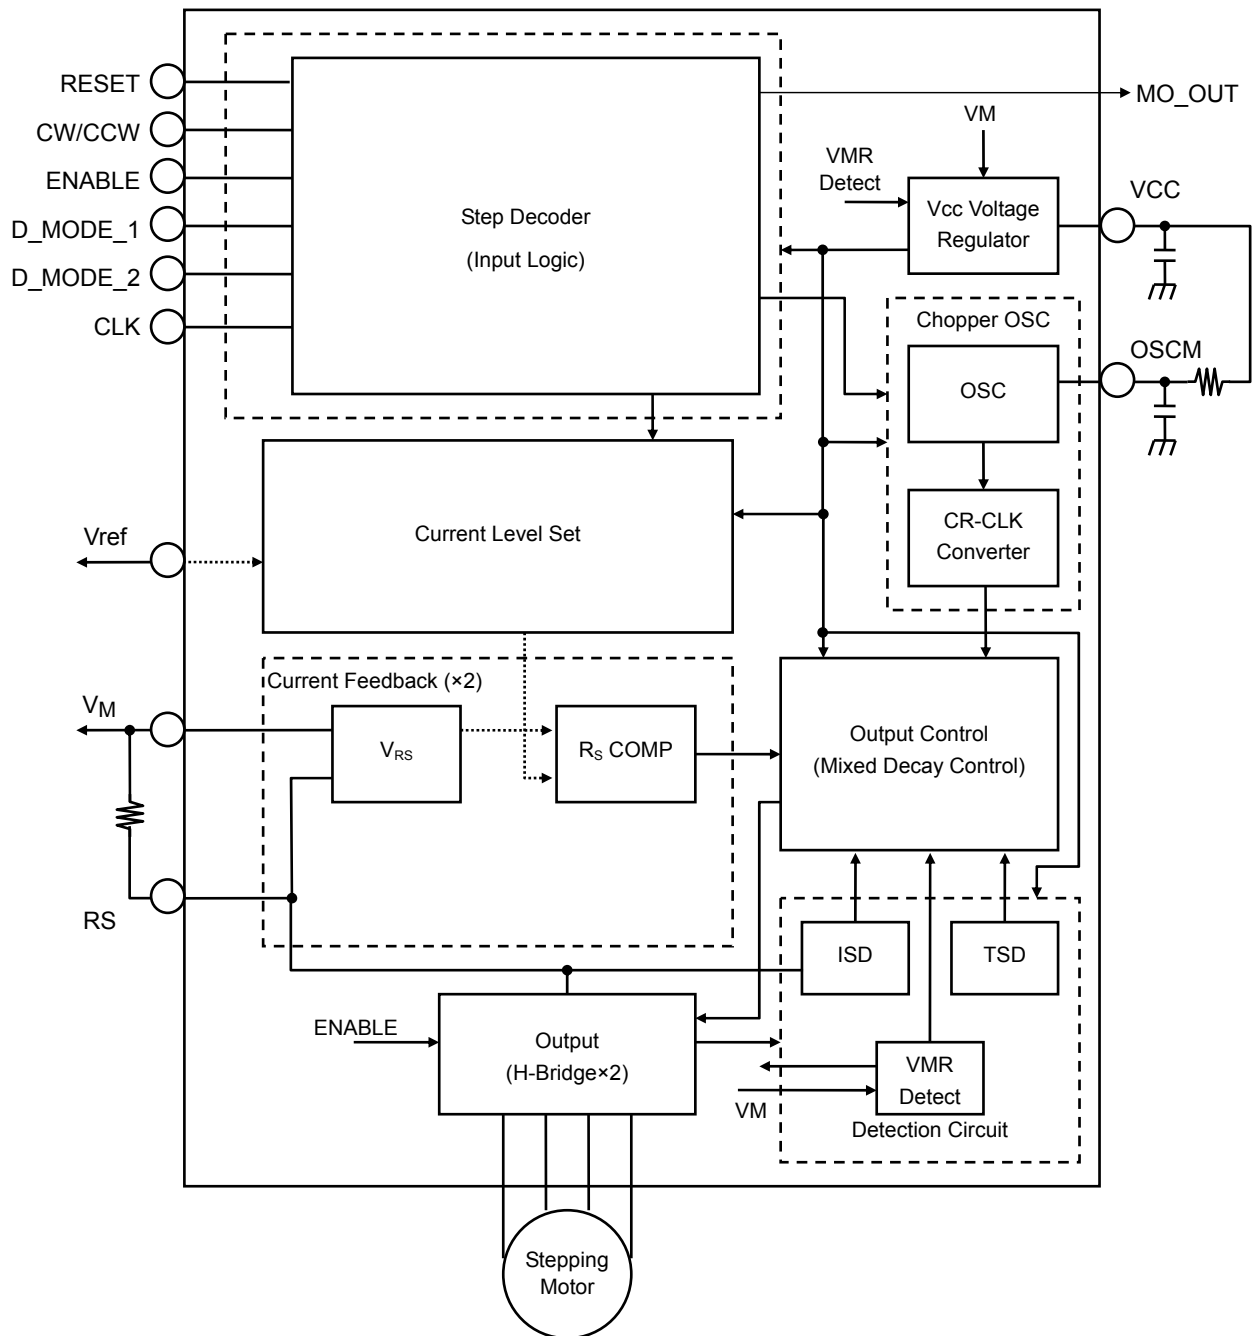 RESET
CW/CCW
ENABLE
D_MODE_1
D_MODE_2
CLK
Step Decoder
(Input Logic)
MO_OUT
VM
VMR
Detect
Vcc Voltage
Regulator
VCC
Chopper OSC
OSC
OSCM
CR-CLK
Converter
Vref
Current Level Set
Current Feedback (×2)
VM
VRS
RS COMP
Output Control
(Mixed Decay Control)
RS
ISD
TSD
ENABLE
Output
(H-Bridge×2)
VM
VMR
Detect
Detection Circuit
Stepping
Motor